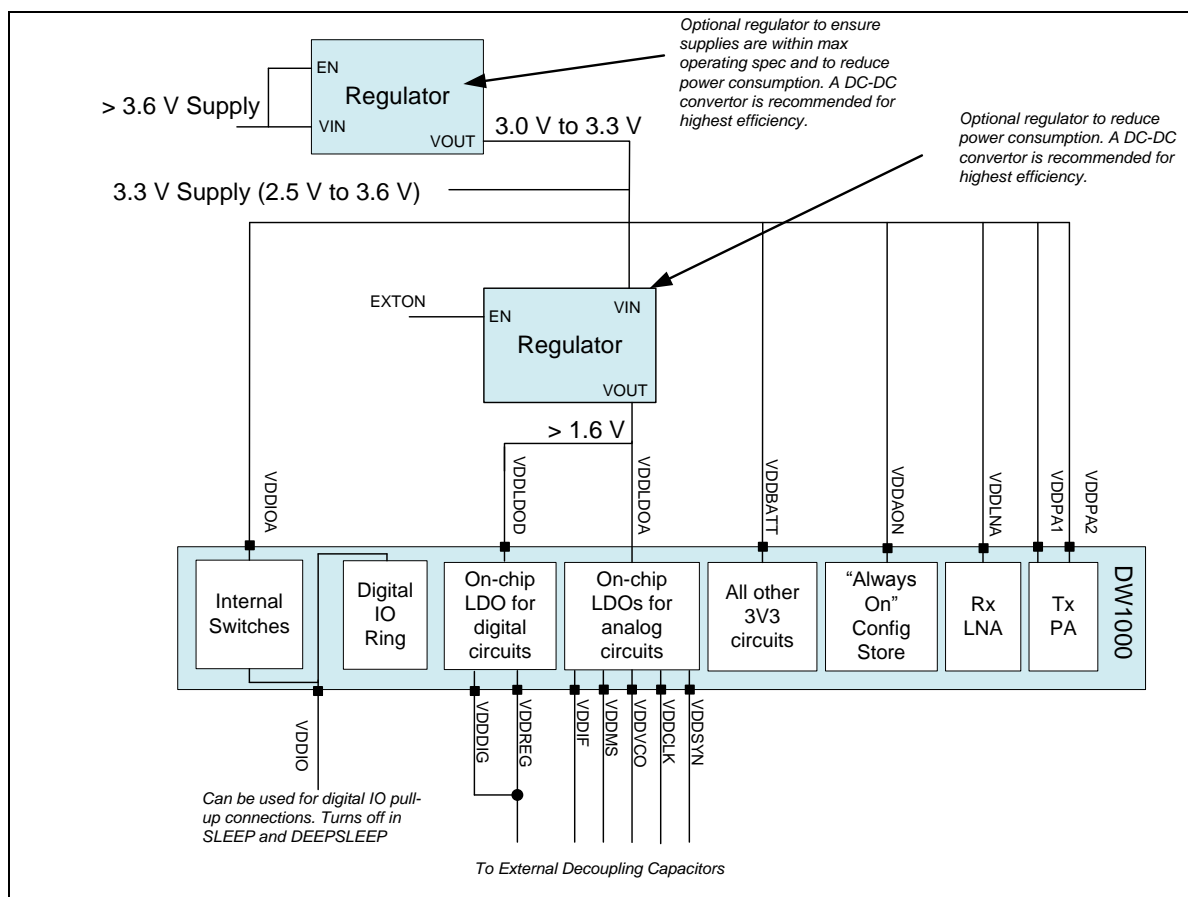 Optional regulator to ensure
supplies are within max
operating spec and to reduce
power consumption. A DC-DC
convertor is recommended for
highest efficiency.
EN
Regulator
> 3.6 V Supply
VIN
VOUT
3.0 V to 3.3 V
Optional regulator to reduce
power consumption. A DC-DC
convertor is recommended for
highest efficiency.
3.3 V Supply (2.5 V to 3.6 V)
EXTON
EN
VIN
Regulator
VOUT
> 1.6 V
VDDIOA
VDDLDOD
VDDLDOA
VDDBATT
VDDAON
VDDLNA
VDDPA1
VDDPA2
Internal
Switches
Digital
IO
Ring
On-chip
LDO for
digital
circuits
On-chip
LDOs for
analog
circuits
All other
3V3
circuits
“Always
On”
Config
Store
Rx
LNA
Tx
PA
DW1000
VDDIO
VDDDIG
VDDREG
VDDIF
VDDMS
VDDVCO
VDDCLK
VDDSYN
Can be used for digital IO pull-
up connections. Turns off in
SLEEP and DEEPSLEEP
To External Decoupling Capacitors